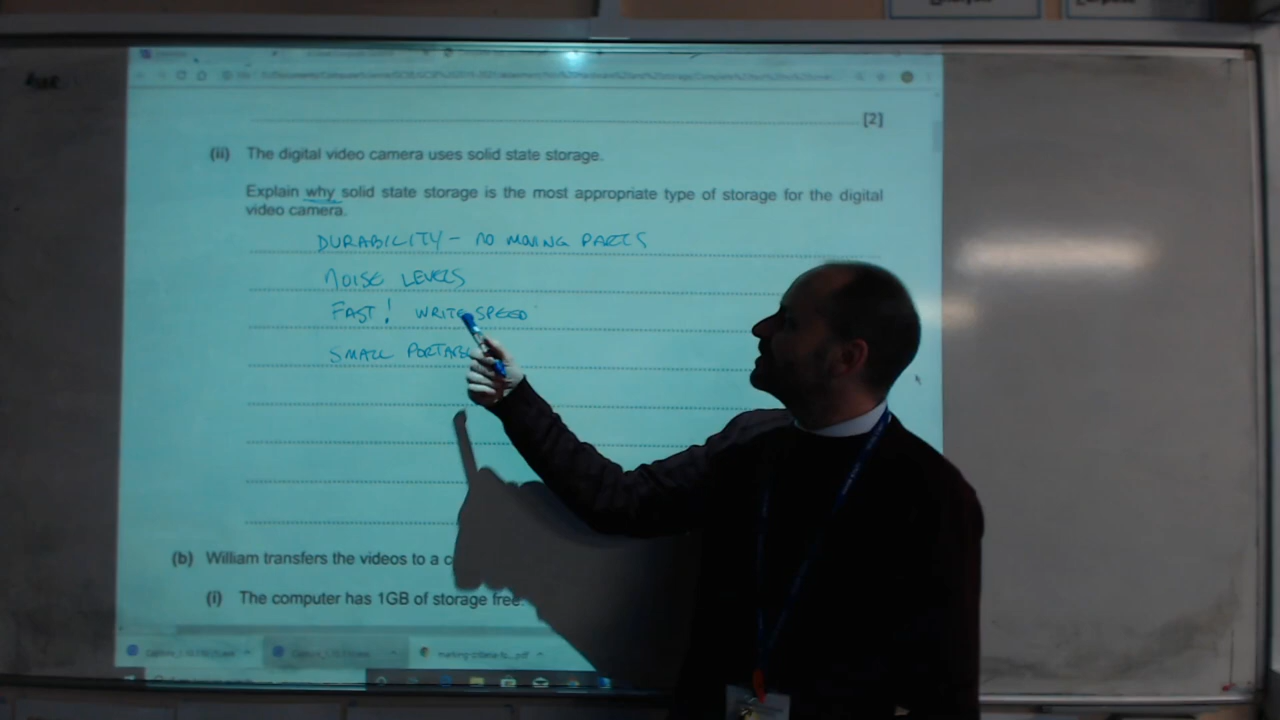 [2]
(ii) The digital video camera uses solid state storage.
Explain why solid state storage is the most appropriate type of storage for the digital
video camera.
DURABILITY - NO MOVING PARTS
NOISE LEVELS
FAST! WRITE SPEED
SMALL PORTABL
(b) William transfers the videos to a c
(i) The computer has 1GB of storage free.